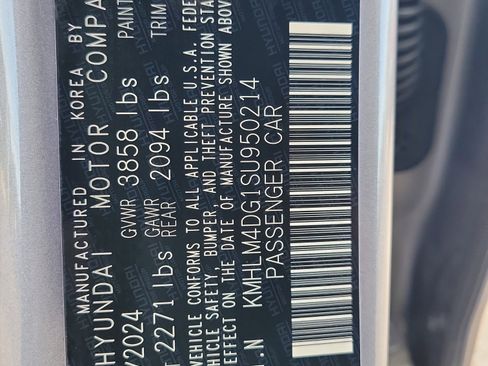 MANUFACTURED IN KOREA BY
HYUNDAI MOTOR COMPA
/2024 GVWR 3858 lbs PAINT
2271 lbs GAWR REAR 2094 lbs TRIM
VEHICLE CONFORMS TO ALL APPLICABLE U.S.A. FEDE
VEHICLE SAFETY, BUMPER, AND THEFT PREVENTION STA
EFFECT ON THE DATE OF MANUFACTURE SHOWN ABOV
.N KMHLM4DG1SU950214
PASSENGER CAR